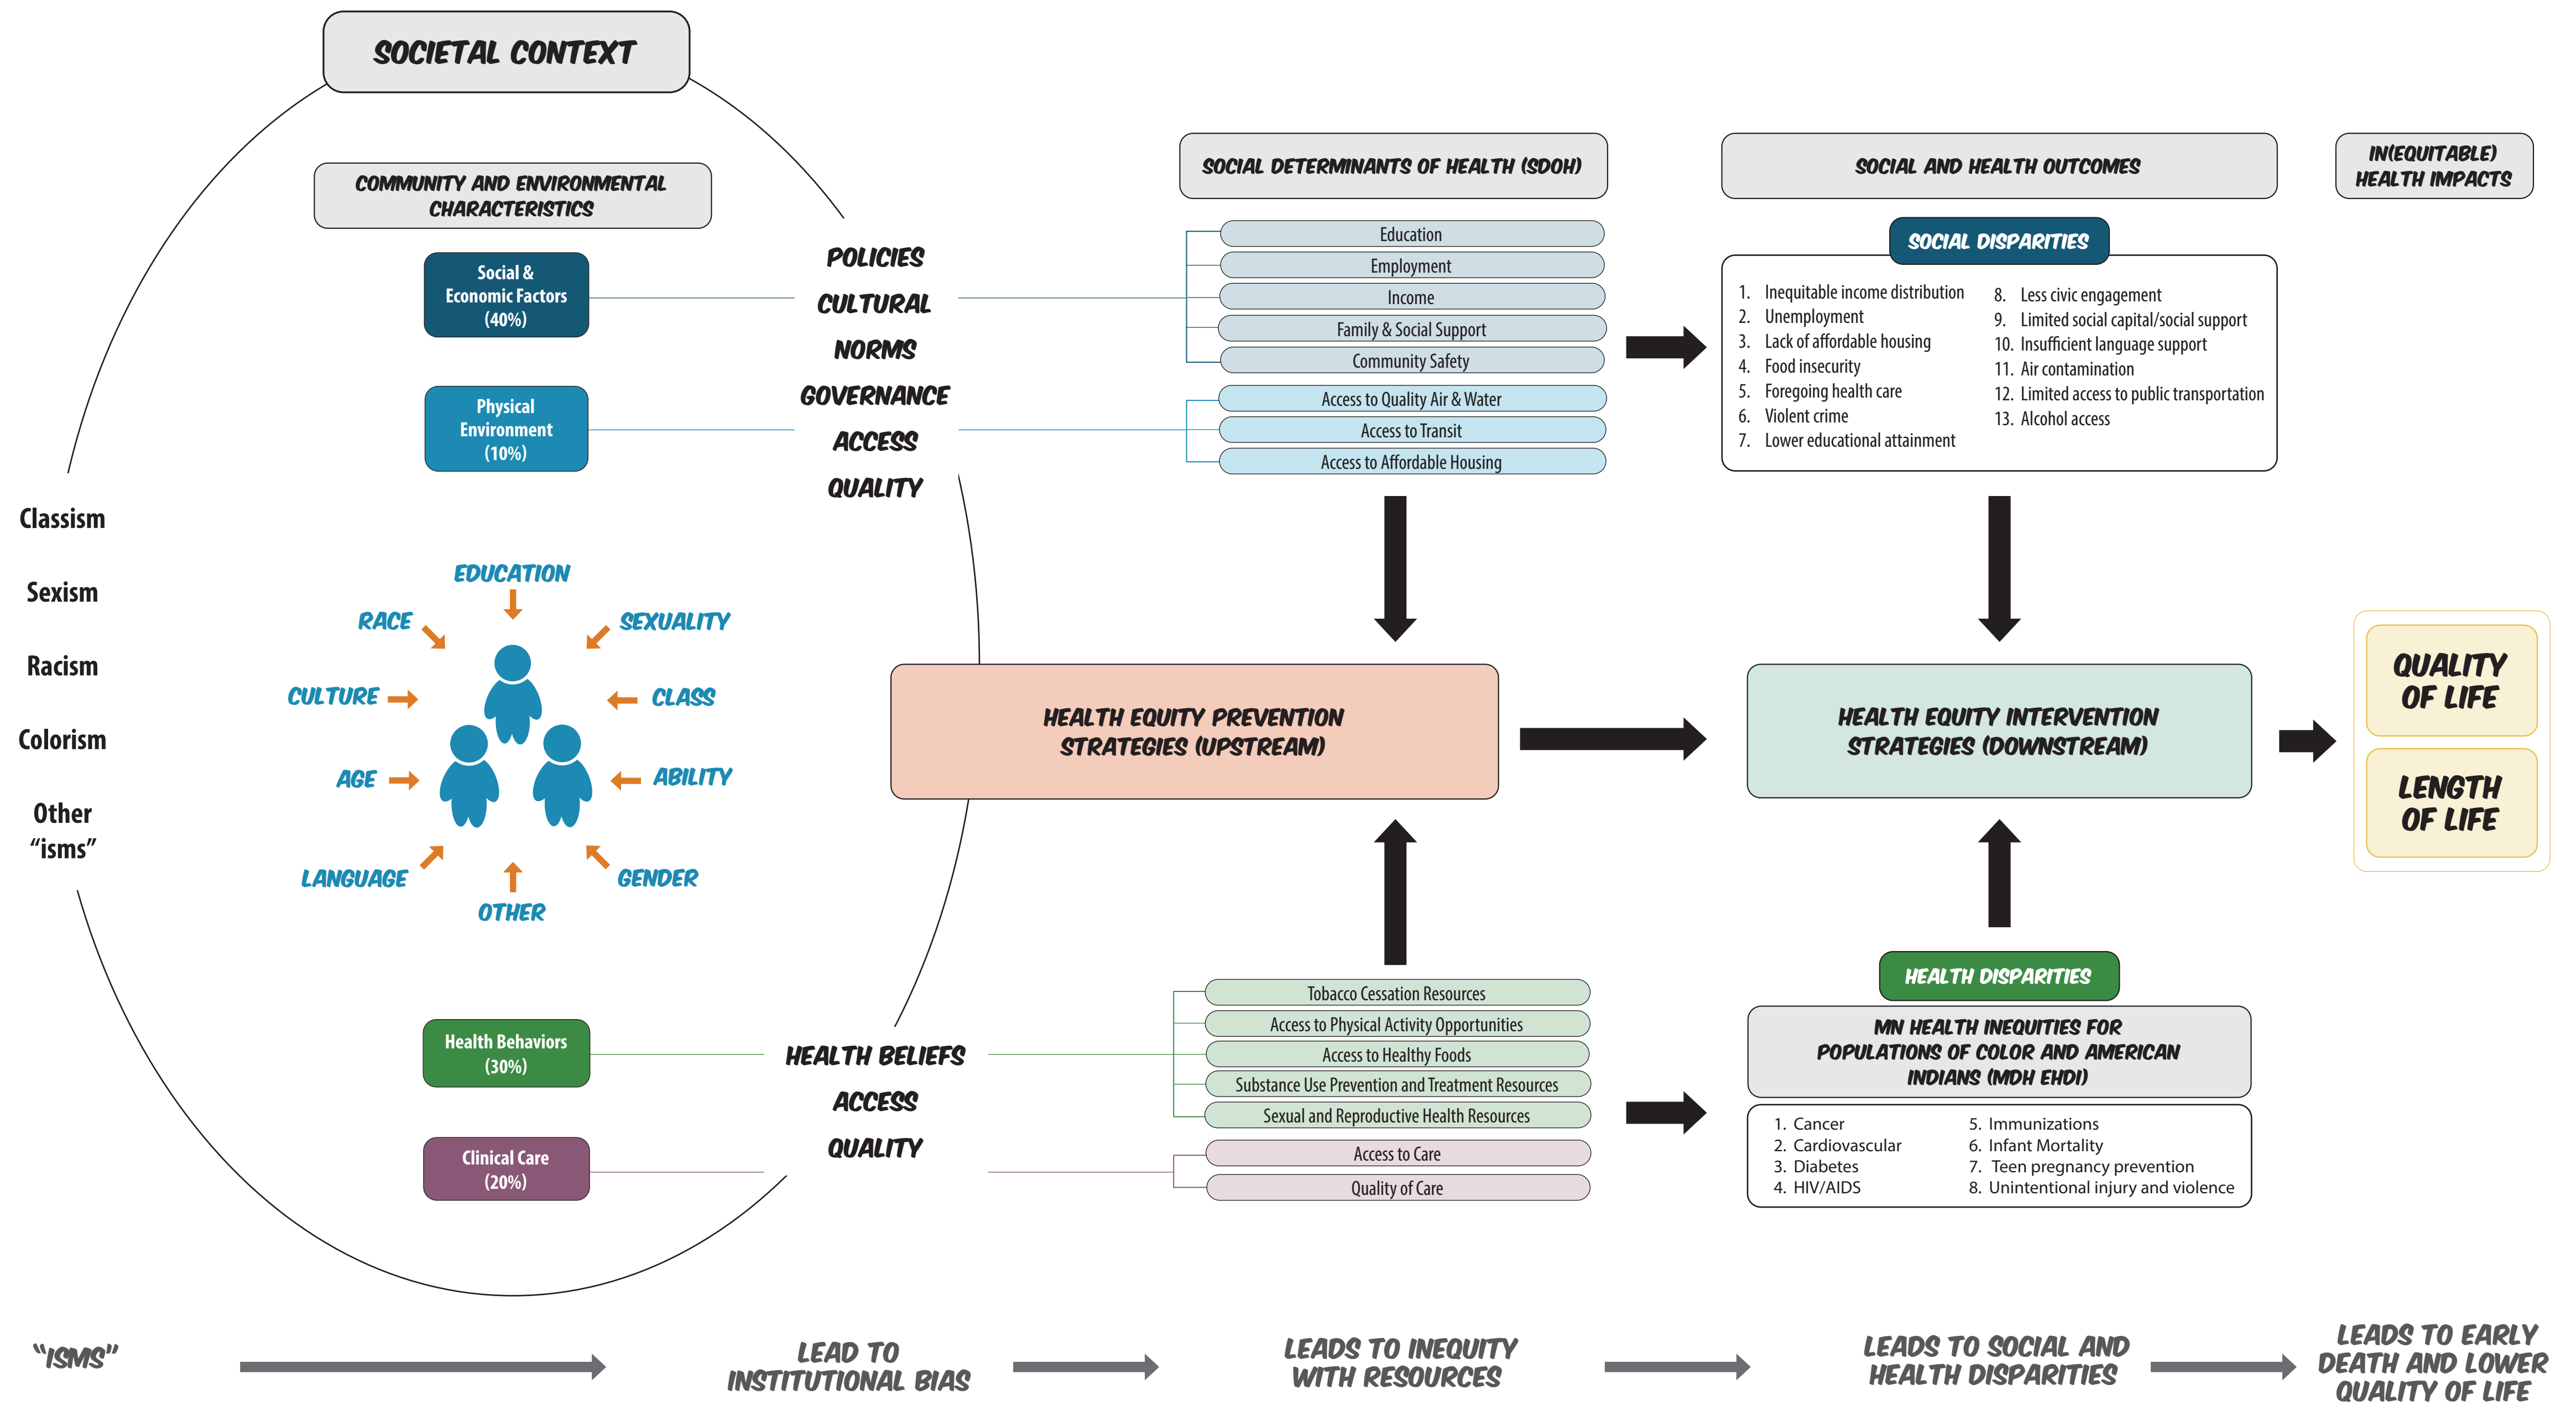 SOCIETAL CONTEXT
COMMUNITY AND ENVIRONMENTAL
CHARACTERISTICS
Social &
Economic Factors
(40%)
Physical
Environment
(10%)
POLICIES
CULTURAL
NORMS
GOVERNANCE
ACCESS
QUALITY
Classism
Sexism
Racism
Colorism
Other
“isms”
EDUCATION
RACE
SEXUALITY
CULTURE
CLASS
AGE
ABILITY
LANGUAGE
GENDER
OTHER
Health Behaviors
(30%)
Clinical Care
(20%)
HEALTH BELIEFS
ACCESS
QUALITY
SOCIAL DETERMINANTS OF HEALTH (SDOH)
Education
Employment
Income
Family & Social Support
Community Safety
Access to Quality Air & Water
Access to Transit
Access to Affordable Housing
HEALTH EQUITY PREVENTION
STRATEGIES (UPSTREAM)
Tobacco Cessation Resources
Access to Physical Activity Opportunities
Access to Healthy Foods
Substance Use Prevention and Treatment Resources
Sexual and Reproductive Health Resources
Access to Care
Quality of Care
SOCIAL AND HEALTH OUTCOMES
SOCIAL DISPARITIES
1. Inequitable income distribution
2. Unemployment
3. Lack of affordable housing
4. Food insecurity
5. Foregoing health care
6. Violent crime
7. Lower educational attainment
8. Less civic engagement
9. Limited social capital/social support
10. Insufficient language support
11. Air contamination
12. Limited access to public transportation
13. Alcohol access
HEALTH EQUITY INTERVENTION
STRATEGIES (DOWNSTREAM)
HEALTH DISPARITIES
MN HEALTH INEQUITIES FOR
POPULATIONS OF COLOR AND AMERICAN
INDIANS (MDH EHDI)
1. Cancer
2. Cardiovascular
3. Diabetes
4. HIV/AIDS
5. Immunizations
6. Infant Mortality
7. Teen pregnancy prevention
8. Unintentional injury and violence
IN(EQUITABLE)
HEALTH IMPACTS
QUALITY
OF LIFE
LENGTH
OF LIFE
“ISMS”
LEAD TO
INSTITUTIONAL BIAS
LEADS TO INEQUITY
WITH RESOURCES
LEADS TO SOCIAL AND
HEALTH DISPARITIES
LEADS TO EARLY
DEATH AND LOWER
QUALITY OF LIFE